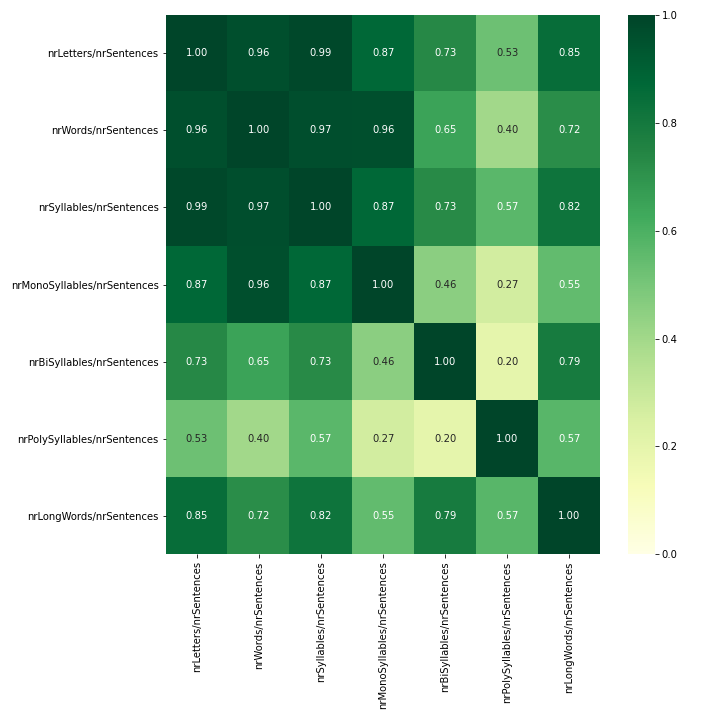 nrLetters/nrSentences 1.00 0.96 0.99 0.87 0.73 0.53 0.85
nrWords/nrSentences 0.96 1.00 0.97 0.96 0.65 0.40 0.72
nrSyllables/nrSentences 0.99 0.97 1.00 0.87 0.73 0.57 0.82
nrMonoSyllables/nrSentences 0.87 0.96 0.87 1.00 0.46 0.27 0.55
nrBiSyllables/nrSentences 0.73 0.65 0.73 0.46 1.00 0.20 0.79
nrPolySyllables/nrSentences 0.53 0.40 0.57 0.27 0.20 1.00 0.57
nrLongWords/nrSentences 0.85 0.72 0.82 0.55 0.79 0.57 1.00
nrLetters/nrSentences
nrWords/nrSentences
nrSyllables/nrSentences
nrMonoSyllables/nrSentences
nrBiSyllables/nrSentences
nrPolySyllables/nrSentences
nrLongWords/nrSentences
1.0
0.8
0.6
0.4
0.2
0.0